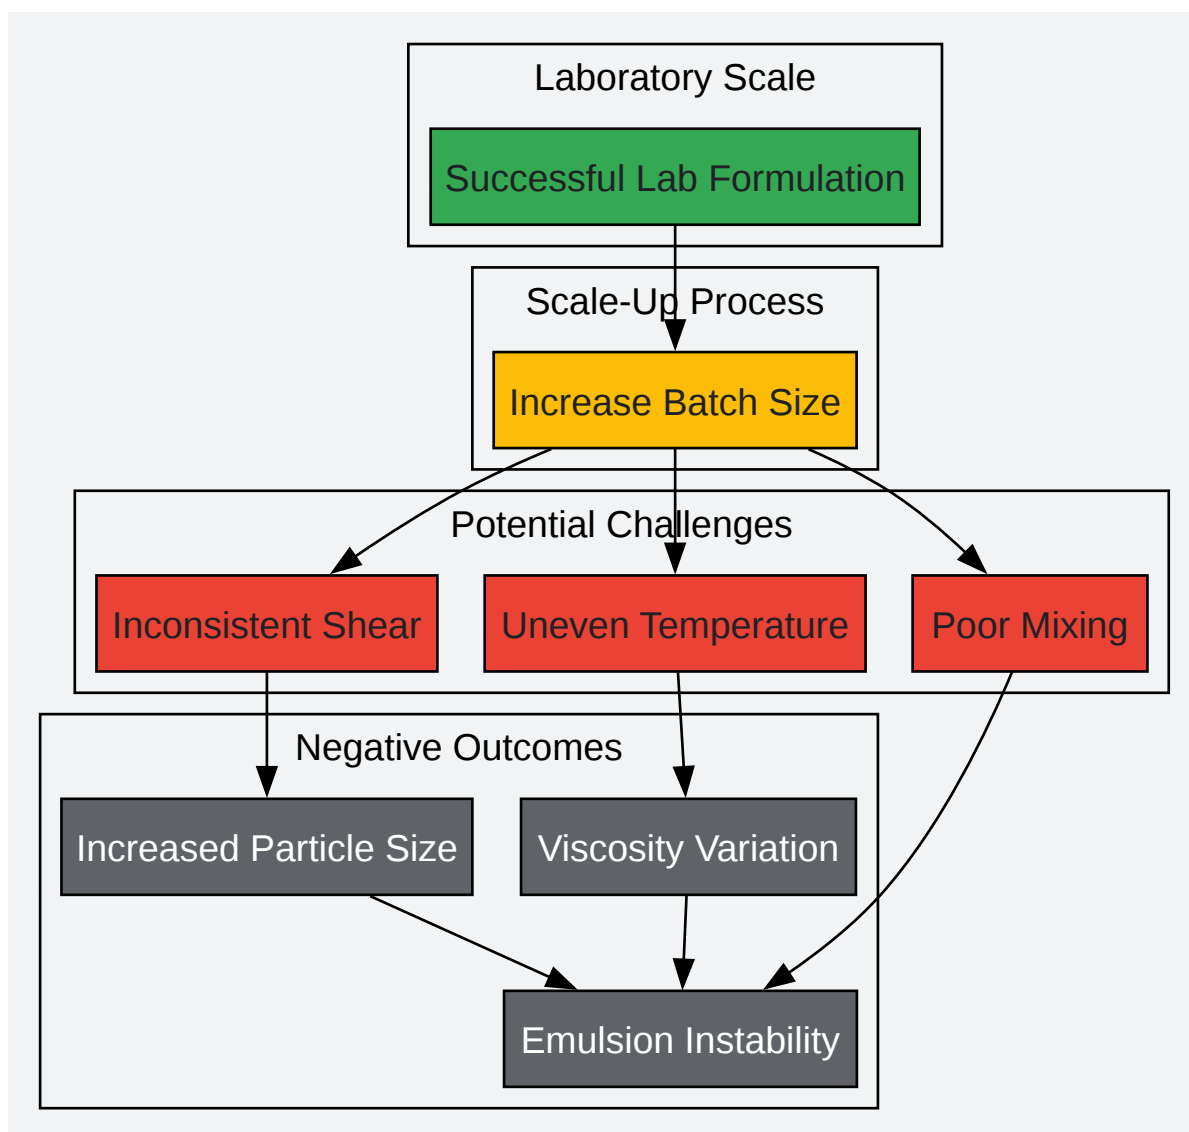 Laboratory Scale
Successful Lab Formulation
Scale-Up Process
Increase Batch Size
Potential Challenges
Inconsistent Shear
Uneven Temperature
Poor Mixing
Negative Outcomes
Increased Particle Size
Viscosity Variation
Emulsion Instability